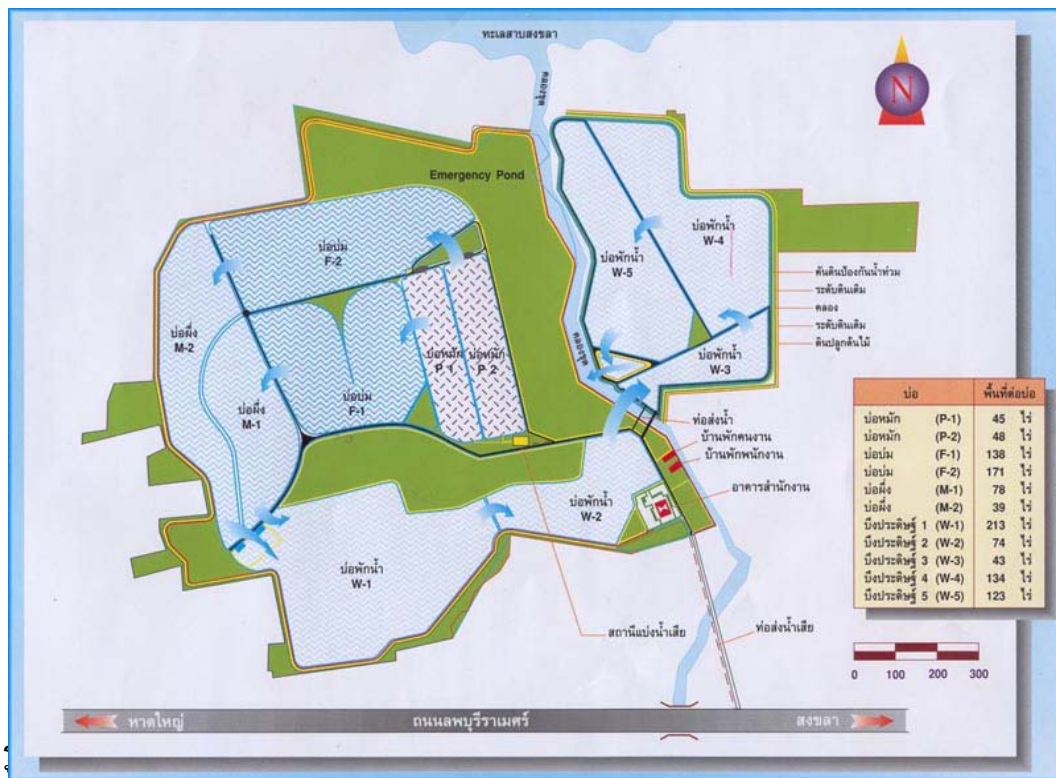 ทะเลสาบสงขลา
คลองขุด
N
Emergency Pond
บ่อบ่ม
F-2
บ่อพักน้ำ
W-4
บ่อพักน้ำ
W-5
คันดินป้องกันน้ำท่วม
ระดับดินเดิม
คลอง
ระดับดินเดิม
ดินปลูกต้นไม้
บ่อผึ่ง
M-2
บ่อหมัก
P-1
บ่อหมัก
P-2
คลองขุด
บ่อพักน้ำ
W-3
บ่อผึ่ง
M-1
บ่อบ่ม
F-1
ท่อส่งน้ำ
บ้านพักคนงาน
บ้านพักพนักงาน
อาคารสำนักงาน
บ่อพักน้ำ
W-2
บ่อพักน้ำ
W-1
สถานีแบ่งน้ำเสีย
ท่อส่งน้ำเสีย
บ่อ พื้นที่ต่อบ่อ
บ่อหมัก (P-1) 45 ไร่
บ่อหมัก (P-2) 48 ไร่
บ่อบ่ม (F-1) 138 ไร่
บ่อบ่ม (F-2) 171 ไร่
บ่อผึ่ง (M-1) 78 ไร่
บ่อผึ่ง (M-2) 39 ไร่
บึงประดิษฐ์ 1 (W-1) 213 ไร่
บึงประดิษฐ์ 2 (W-2) 74 ไร่
บึงประดิษฐ์ 3 (W-3) 43 ไร่
บึงประดิษฐ์ 4 (W-4) 134 ไร่
บึงประดิษฐ์ 5 (W-5) 123 ไร่
0 100 200 300
หาดใหญ่ ถนนลพบุรีราเมศร์ สงขลา